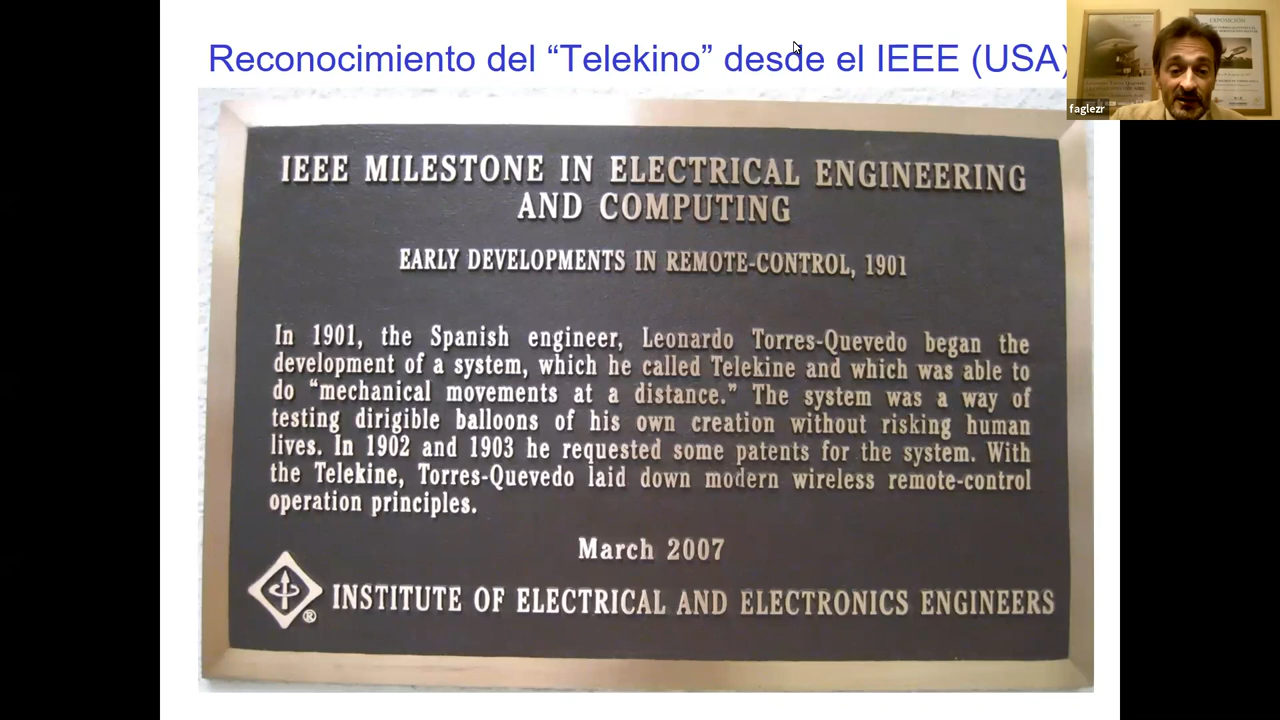 Reconocimiento del “Telekino” desde el IEEE (USA)
faglezr
EXPOSICIÓN
IEEE MILESTONE IN ELECTRICAL ENGINEERING
AND COMPUTING
EARLY DEVELOPMENTS IN REMOTE-CONTROL, 1901
In 1901, the Spanish engineer, Leonardo Torres-Quevedo began the
development of a system, which he called Telekine and which was able to
do “mechanical movements at a distance.” The system was a way of
testing dirigible balloons of his own creation without risking human
lives. In 1902 and 1903 he requested some patents for the system. With
the Telekine, Torres-Quevedo laid down modern wireless remote-control
operation principles.
March 2007
®
INSTITUTE OF ELECTRICAL AND ELECTRONICS ENGINEERS